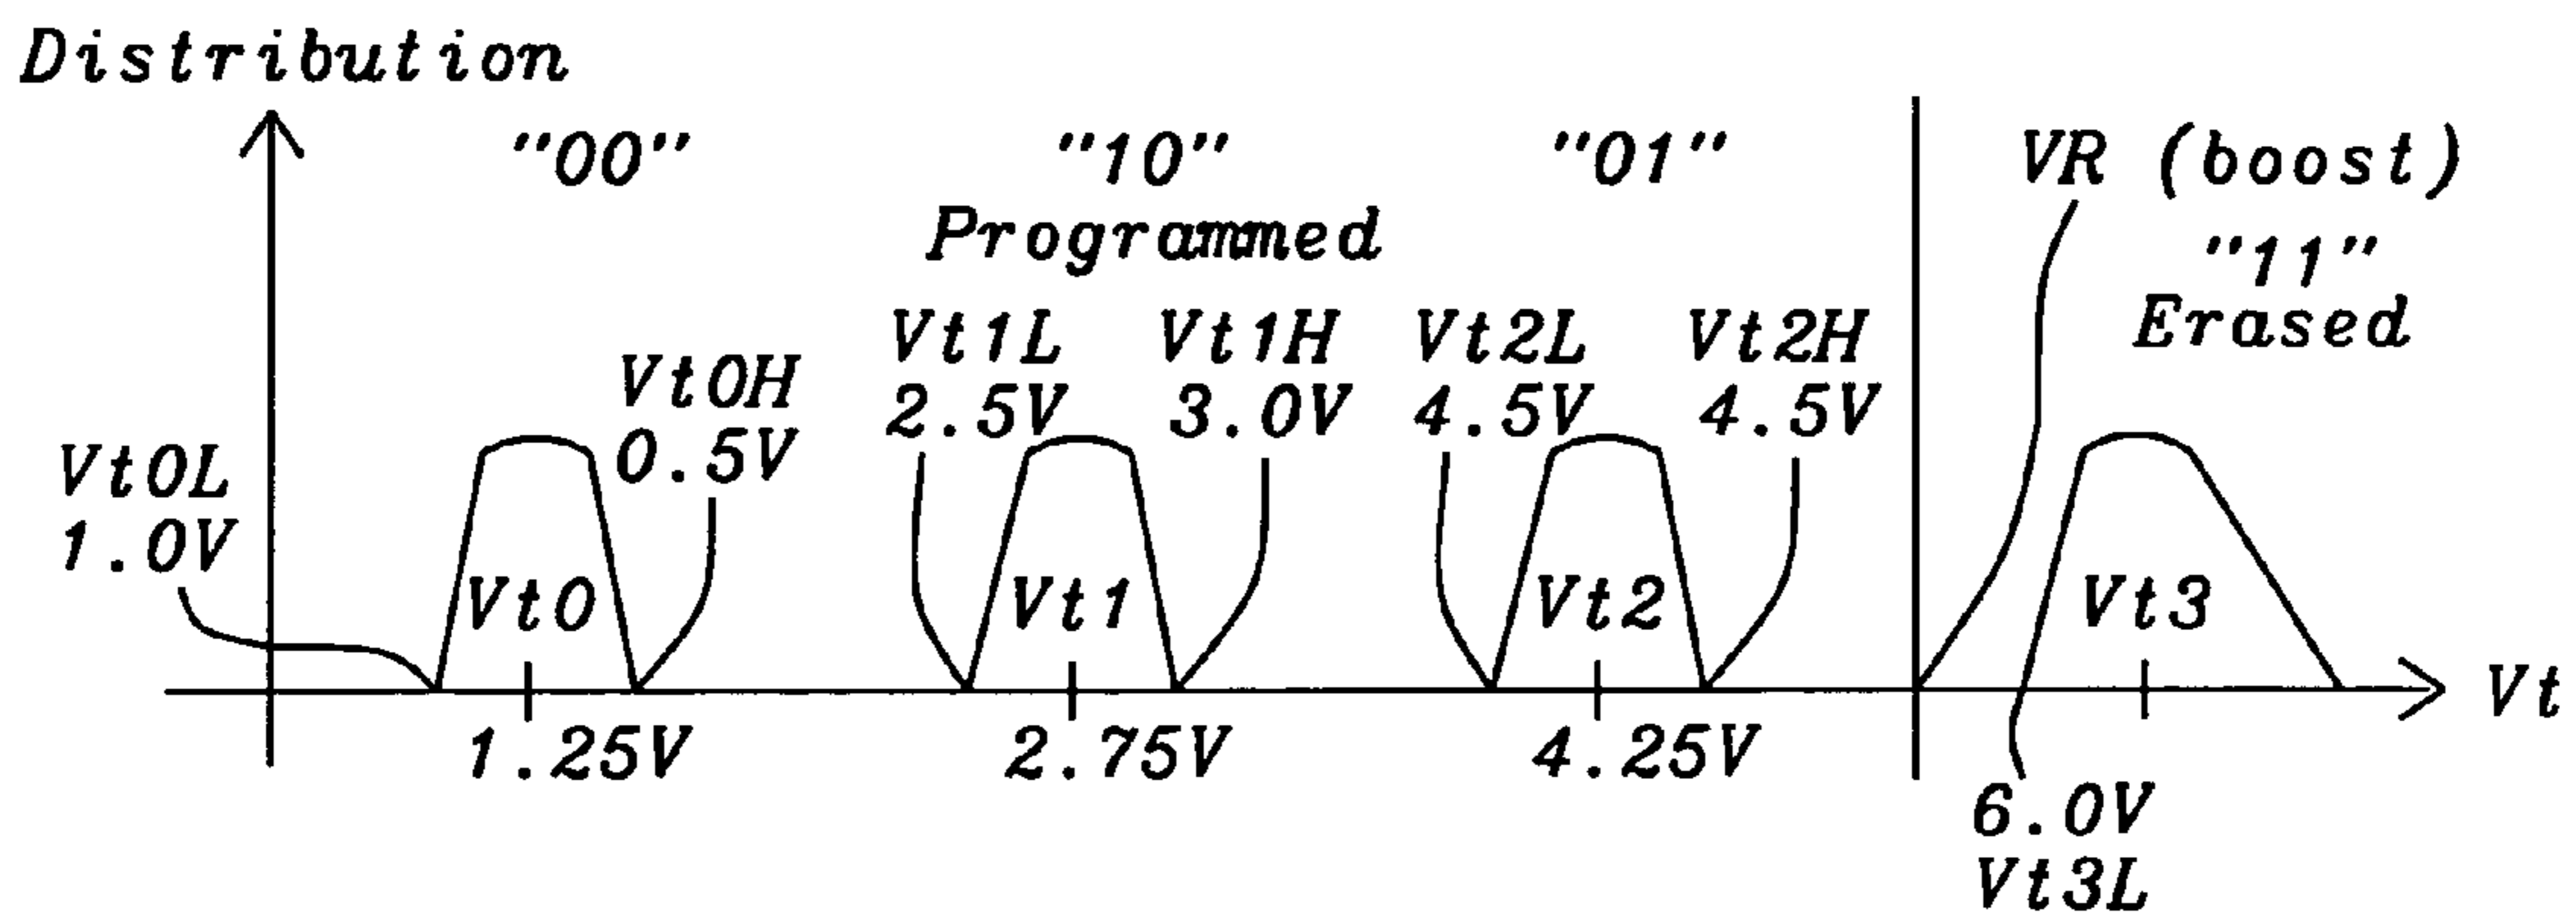 Distribution
"00"
"10"
Programmed
"01"
VR (boost)
"11"
Erased
Vt0L
1.0V
Vt0H
0.5V
Vt1L
2.5V
Vt1H
3.0V
Vt2L
4.5V
Vt2H
4.5V
Vt0
Vt1
Vt2
Vt3
Vt
1.25V
2.75V
4.25V
6.0V
Vt3L